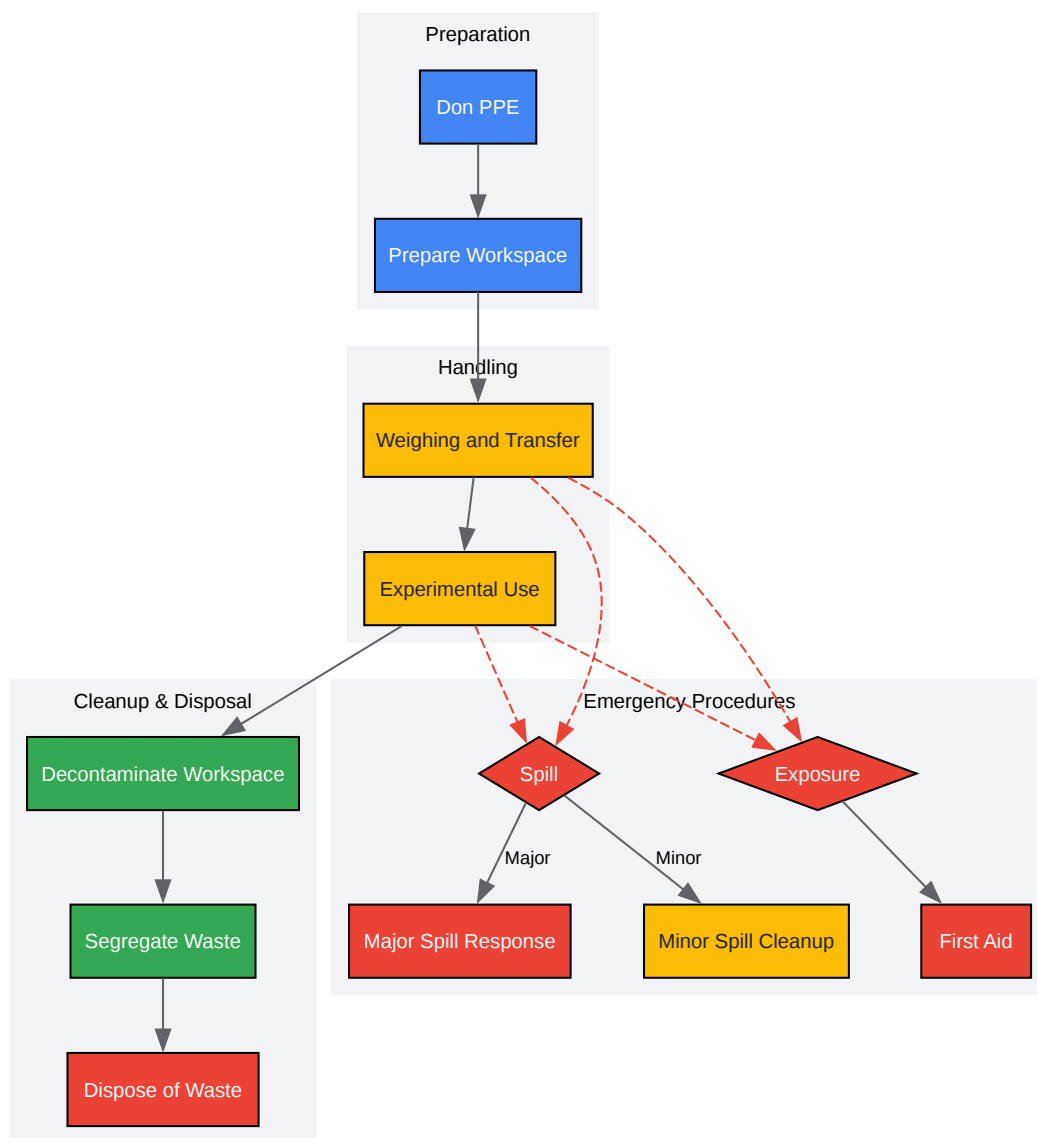 Preparation
Don PPE
Prepare Workspace
Handling
Weighing and Transfer
Experimental Use
Cleanup & Disposal
Decontaminate Workspace
Segregate Waste
Dispose of Waste
Emergency Procedures
Spill
Exposure
Major
Minor
Major Spill Response
Minor Spill Cleanup
First Aid